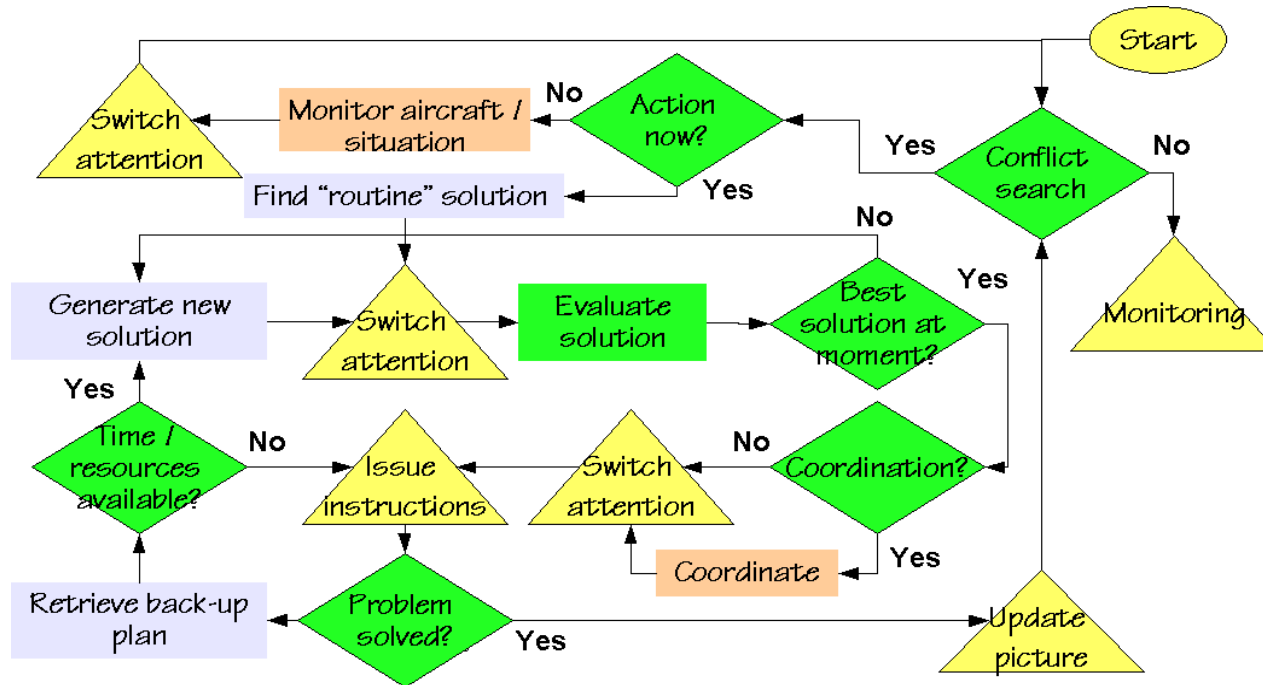 Start
Switch
attention
Monitor aircraft /
situation
No
Action
now?
Yes
Conflict
search
No
Yes
Find "routine" solution
No
Generate new
solution
Switch
attention
Evaluate
solution
Best
solution at
moment?
Yes
Monitoring
Yes
Time /
resources
available?
No
Issue
instructions
Switch
attention
No
Coordination?
Yes
Coordinate
Retrieve back-up
plan
Problem
solved?
Yes
Update
picture